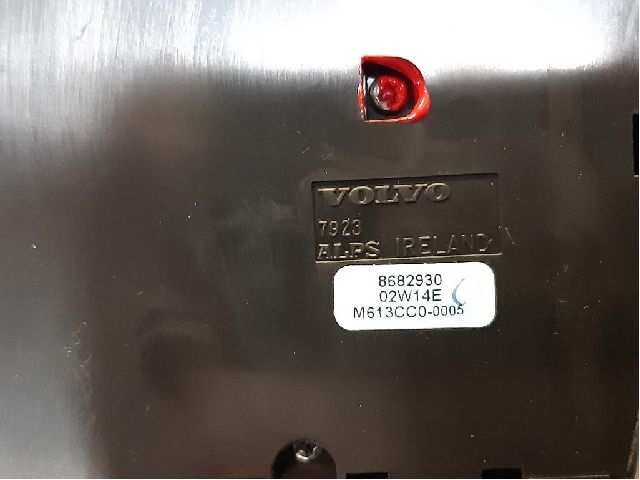 VOLVO
7923
ALPS IRELAND
8682930
02W14E
M613CC0-0005